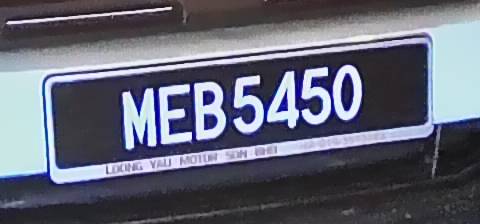 MEB5450
LOONG YAU MOTOR SDN BHD